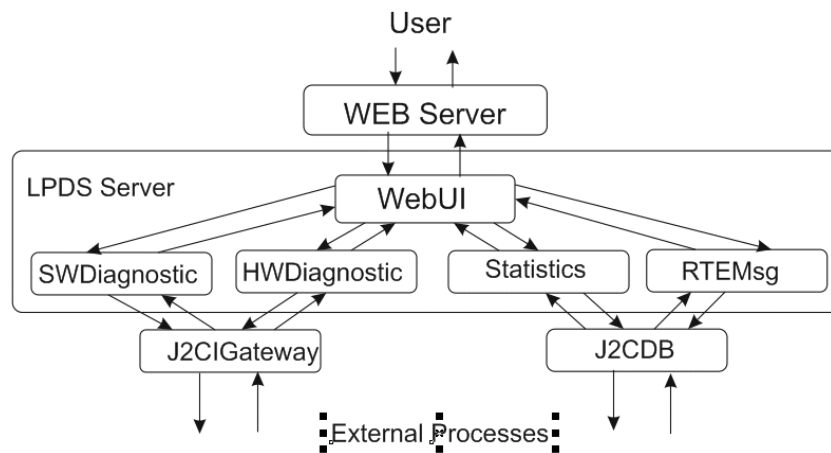 User
WEB Server
LPDS Server
WebUI
SWDiagnostic
HWDiagnostic
Statistics
RTEMsg
J2CIGateway
J2CDB
External Processes